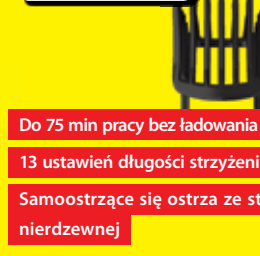 Do 75 min pracy bez ładowania
13 ustawień długości strzyżeni
Samoostrzące się ostrza ze st
nierdzewnej